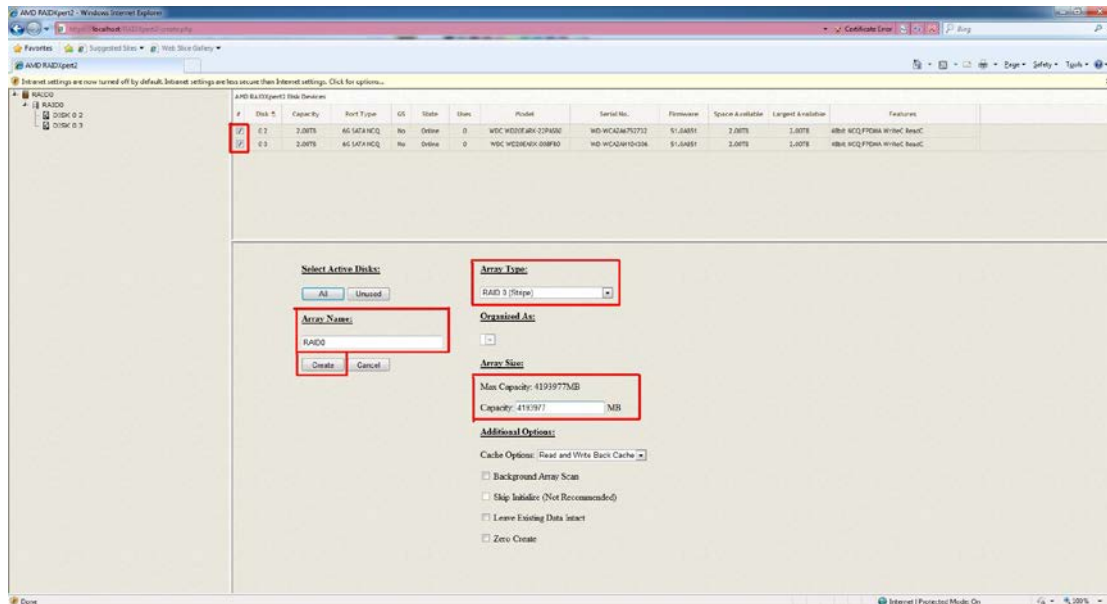 AMD RAIDXpert2 - Windows Internet Explorer
localhost
Certificate Error
Bing
Favorites Suggested Sites Web Slice Gallery
AMD RAIDXpert2
Page Safety Tools
Intranet settings are now turned off by default. Intranet settings are less secure than Internet settings. Click for options...
RAID0
RAID0
DISK 0 2
DISK 0 3
AMD RAIDXpert2 Disk Devices
# Disk Capacity Port Type GS State Uses Model Serial No. Firmware Space Available Largest Available Features
0 2 2.00TB 6G SATA NCQ No Online 0 2.00TB 2.00TB
0 3 2.00TB 6G SATA NCQ No Online 0 2.00TB 2.00TB
Select Active Disks:
All Unused
Array Name:
RAID0
Create Cancel
Array Type:
RAID 0 (Stripe)
Organized As:
Array Size:
Max Capacity: 4193977MB
Capacity: 4193977 MB
Additional Options:
Cache Options: Read and Write Back Cache
Background Array Scan
Skip Initialize (Not Recommended)
Leave Existing Data Intact
Zero Create
Done
Internet | Protected Mode: On
100%